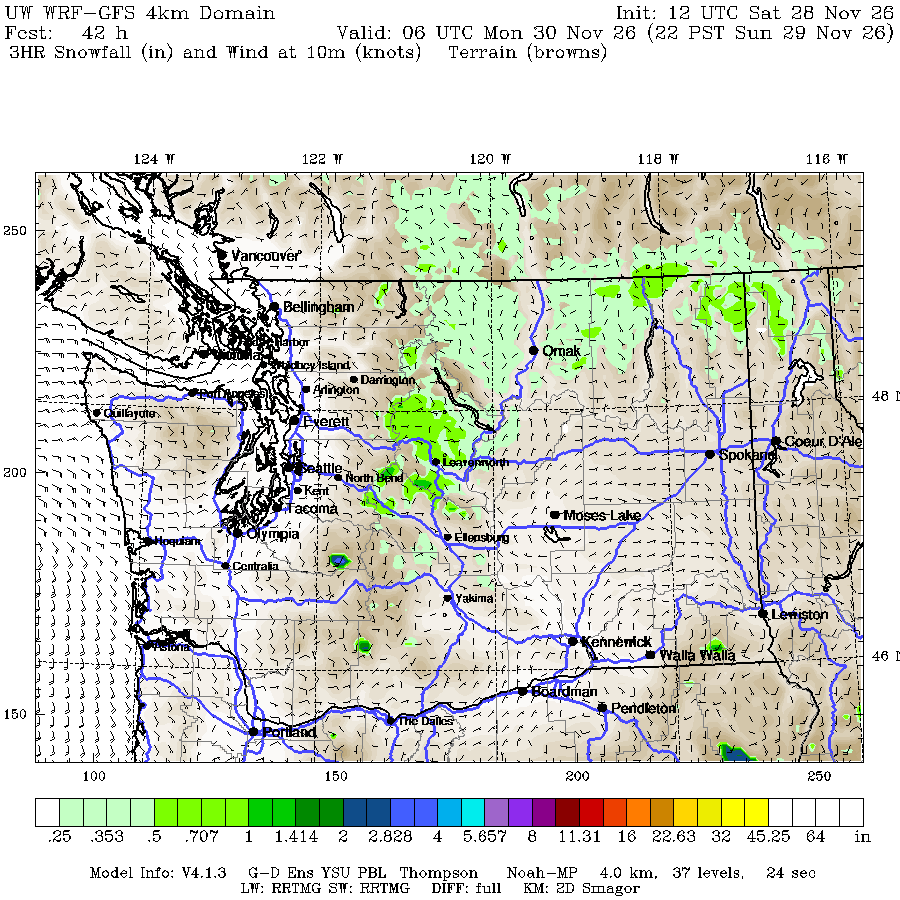 UW WRF-GFS 4km Domain Init: 12 UTC Sat 28 Nov 26
Fcst: 42 h Valid: 06 UTC Mon 30 Nov 26 (22 PST Sun 29 Nov 26)
3HR Snowfall (in) and Wind at 10m (knots) Terrain (browns)
124 W 122 W 120 W 118 W 116 W
250
Vancouver
Bellingham
Omak
Whidbey Island
Darrington
Arlington
Port Angeles
48 N
Quillayute
Everett
Coeur D'Alene
Spokane
Leavenworth
200
Seattle
North Bend
Kent
Tacoma
Moses Lake
Olympia
Ellensburg
Hoquiam
Centralia
Yakima
Lewiston
Kennewick
Astoria
Walla Walla
46 N
Boardman
Pendleton
150
The Dalles
Portland
100 150 200 250
.25 .353 .5 .707 1 1.414 2 2.828 4 5.657 8 11.31 16 22.63 32 45.25 64 in
Model Info: V4.1.3 G-D Ens YSU PBL Thompson Noah-MP 4.0 km, 37 levels, 24 sec
LW: RRTMG SW: RRTMG DIFF: full KM: 2D Smagor